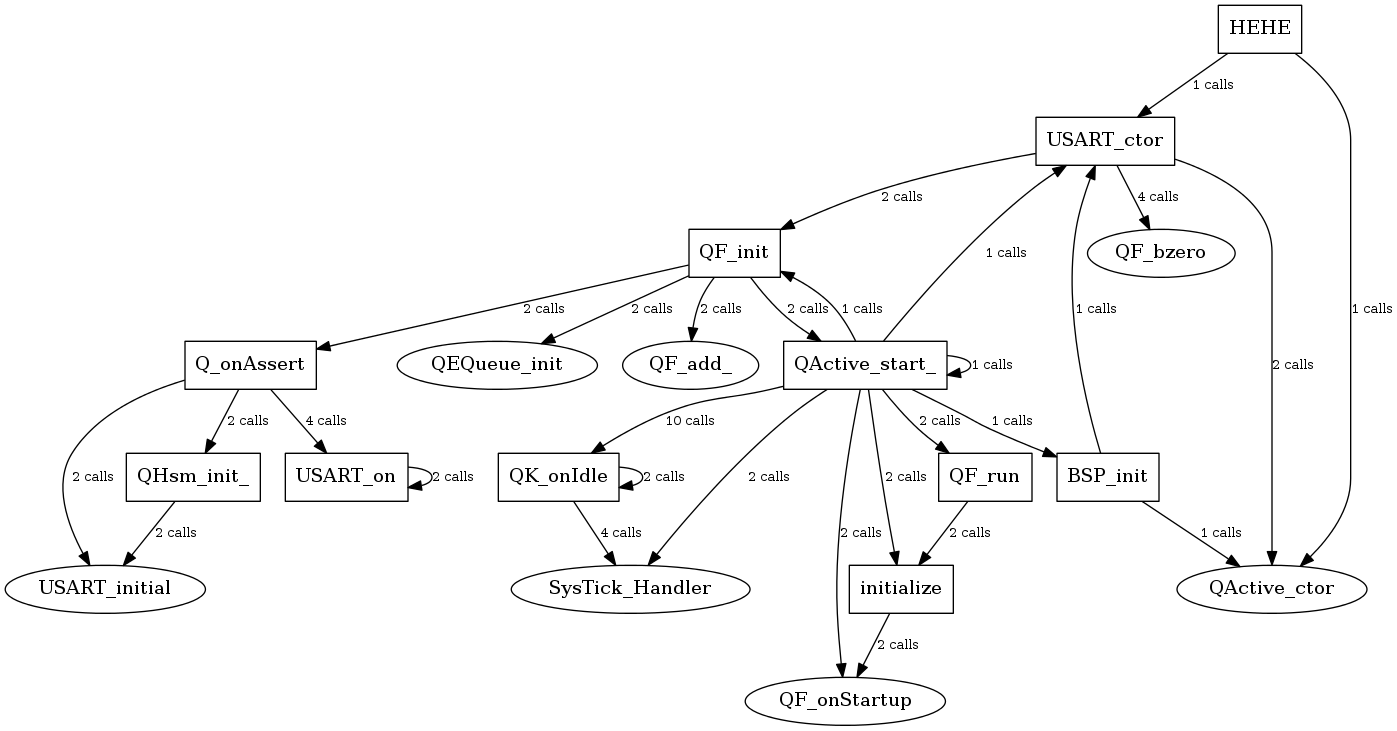 HEHE
1 calls
USART_ctor
2 calls
4 calls
QF_init
1 calls
QF_bzero
2 calls
2 calls
2 calls
2 calls
1 calls
1 calls
1 calls
2 calls
Q_onAssert
QEQueue_init
QF_add_
QActive_start_
1 calls
2 calls
2 calls
4 calls
10 calls
2 calls
2 calls
2 calls
1 calls
QHsm_init_
USART_on
2 calls
QK_onIdle
2 calls
QF_run
BSP_init
2 calls
4 calls
2 calls
2 calls
1 calls
USART_initial
SysTick_Handler
initialize
QActive_ctor
2 calls
QF_onStartup